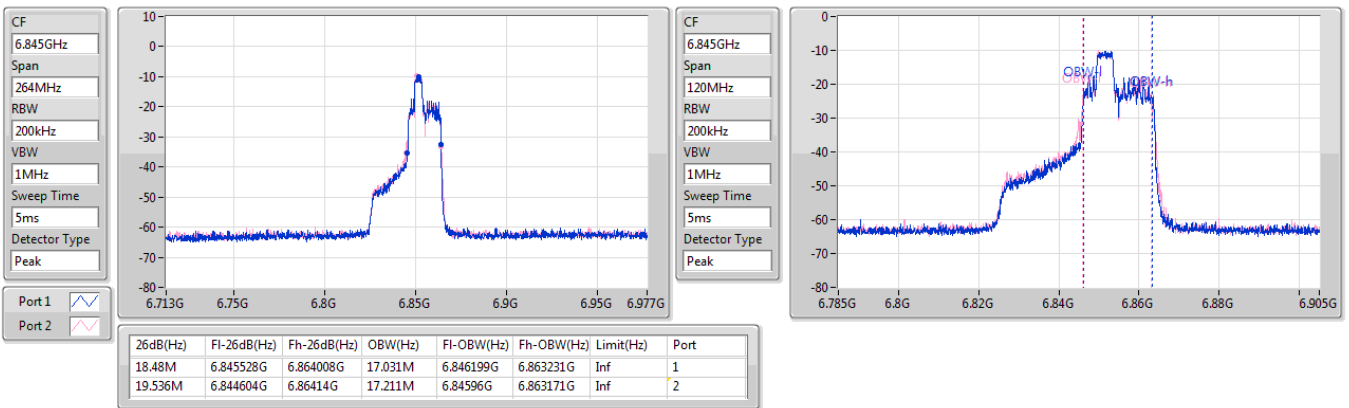 CF
6.845GHz
Span
264MHz
RBW
200kHz
VBW
1MHz
Sweep Time
5ms
Detector Type
Peak
Port 1
Port 2
10
0
-10
-20
-30
-40
-50
-60
-70
-80
6.713G 6.75G 6.8G 6.85G 6.9G 6.95G 6.977G
CF
6.845GHz
Span
120MHz
RBW
200kHz
VBW
1MHz
Sweep Time
5ms
Detector Type
Peak
0
-10
-20
-30
-40
-50
-60
-70
-80
OBW-l
OBW-h
6.785G 6.8G 6.82G 6.84G 6.86G 6.88G 6.905G
26dB(Hz) Fl-26dB(Hz) Fh-26dB(Hz) OBW(Hz) Fl-OBW(Hz) Fh-OBW(Hz) Limit(Hz) Port
18.48M 6.845528G 6.864008G 17.031M 6.846199G 6.863231G Inf 1
19.536M 6.844604G 6.86414G 17.211M 6.84596G 6.863171G Inf 2